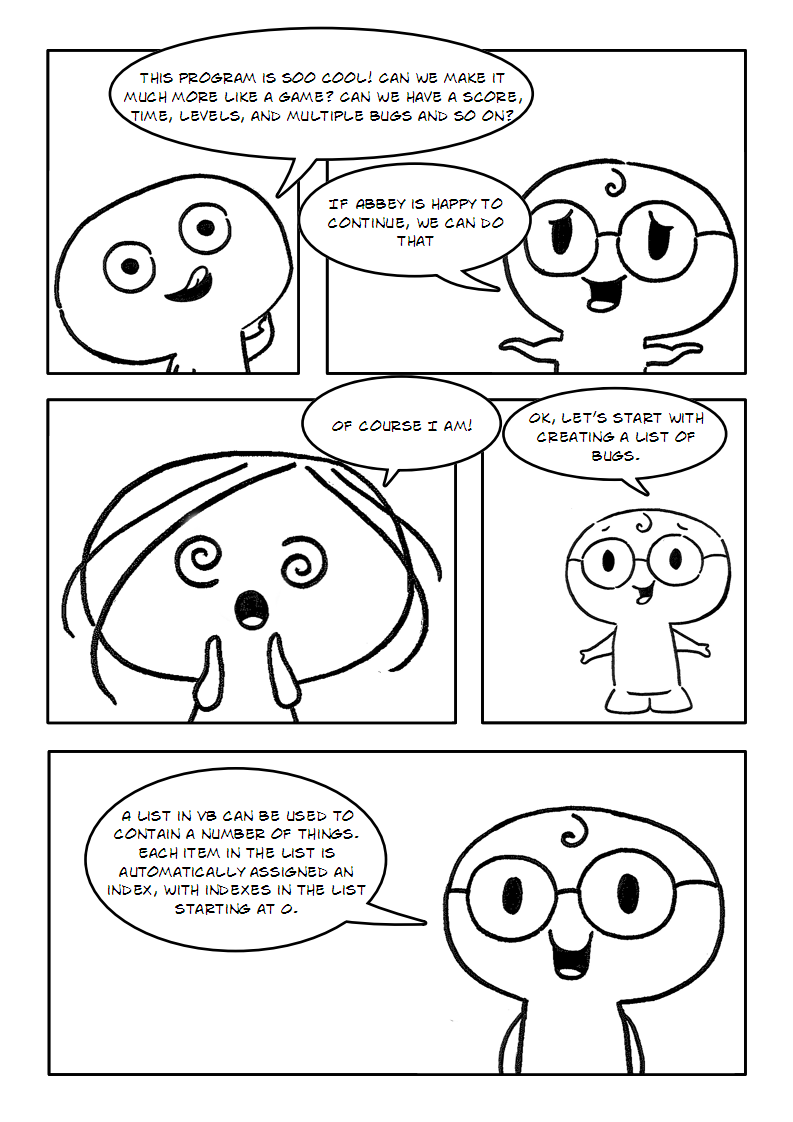 THIS PROGRAM IS SOO COOL! CAN WE MAKE IT
MUCH MORE LIKE A GAME? CAN WE HAVE A SCORE,
TIME, LEVELS, AND MULTIPLE BUGS AND SO ON?
IF ABBEY IS HAPPY TO
CONTINUE, WE CAN DO
THAT
OF COURSE I AM!
OK, LET'S START WITH
CREATING A LIST OF
BUGS.
A LIST IN VB CAN BE USED TO
CONTAIN A NUMBER OF THINGS.
EACH ITEM IN THE LIST IS
AUTOMATICALLY ASSIGNED AN
INDEX, WITH INDEXES IN THE LIST
STARTING AT 0.